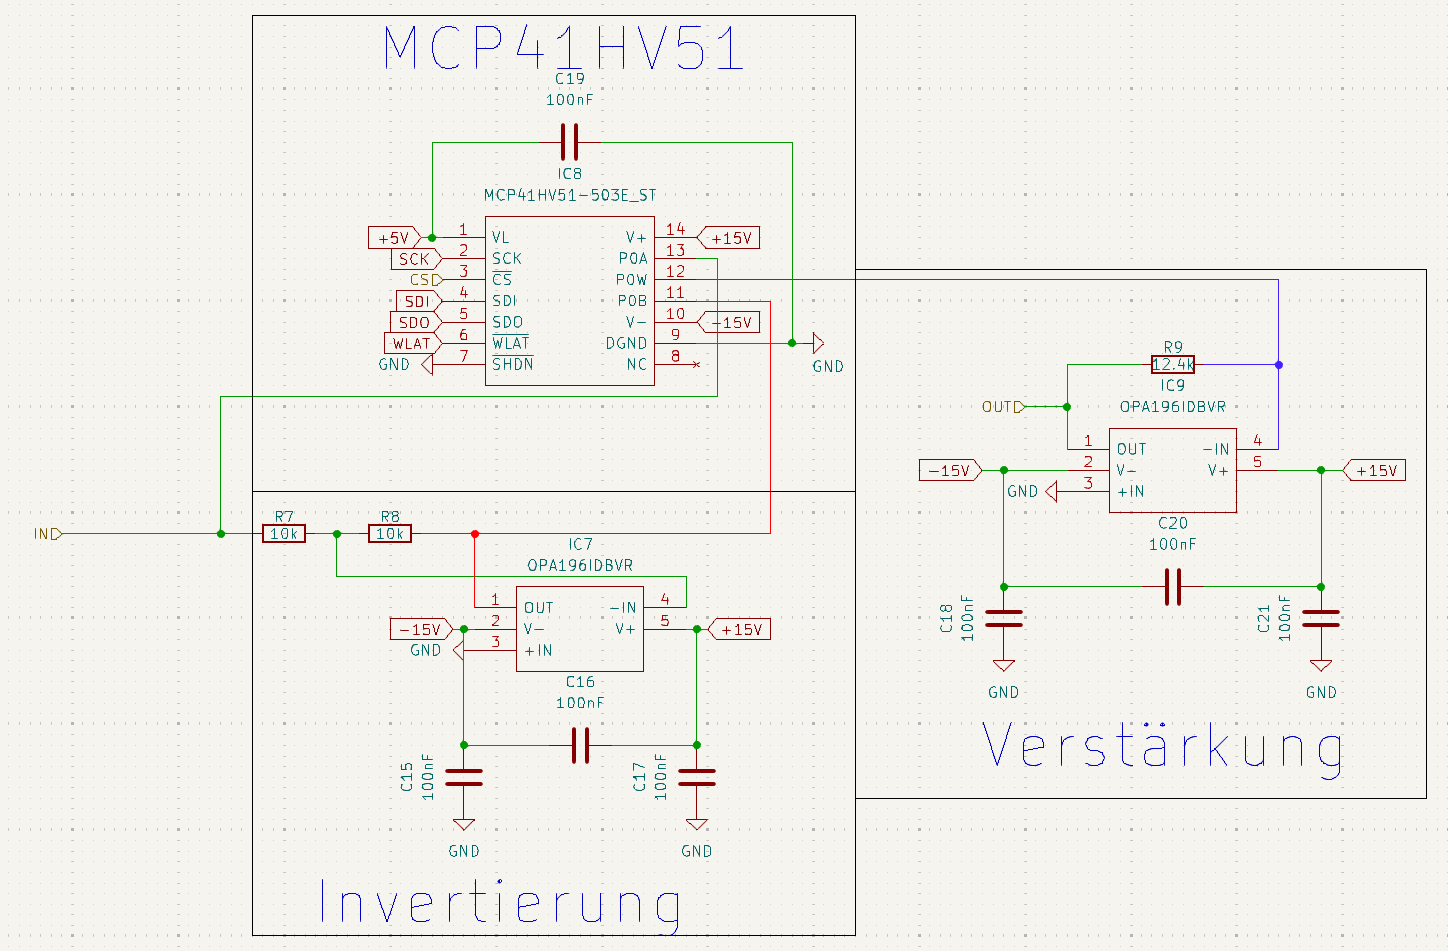 MCP41HV51
C19
100nF
IC8
MCP41HV51-503E_ST
+5V 1 VL V+ 14 +15V
SCK 2 SCK P0A 13
CS 3 CS P0W 12
SDI 4 SDI P0B 11
SDO 5 SDO V- 10 -15V
WLAT 6 WLAT DGND 9
GND 7 SHDN NC 8
GND
R9
12.4k
IC9
OPA196IDBVR
OUT
1 OUT -IN 4
-15V 2 V- V+ 5 +15V
GND 3 +IN
C20
100nF
C18 100nF
C21 100nF
GND
GND
Verstärkung
IN
R7
10k
R8
10k
IC7
OPA196IDBVR
1 OUT -IN 4
-15V 2 V- V+ 5 +15V
GND 3 +IN
C16
100nF
C15 100nF
C17 100nF
GND
GND
Invertierung